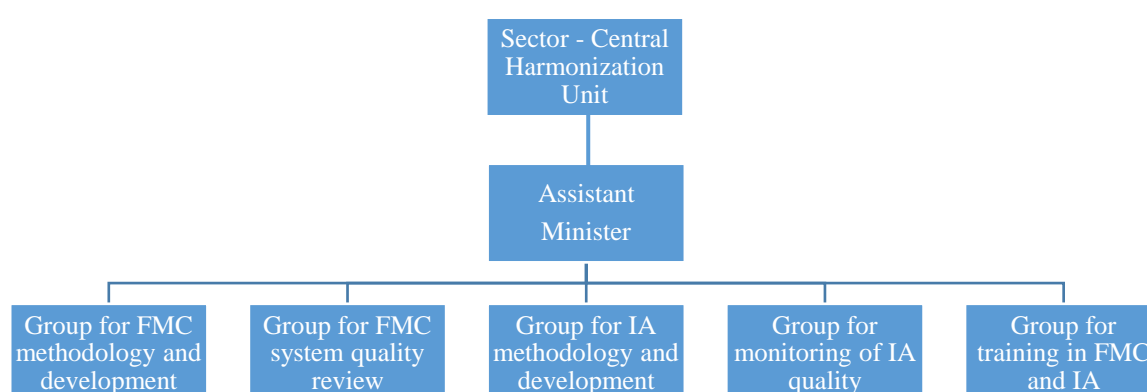 Sector - Central
Harmonization
Unit
Assistant
Minister
Group for FMC
methodology and
development
Group for FMC
system quality
review
Group for IA
methodology and
development
Group for
monitoring of IA
quality
Group for
training in FMC
and IA